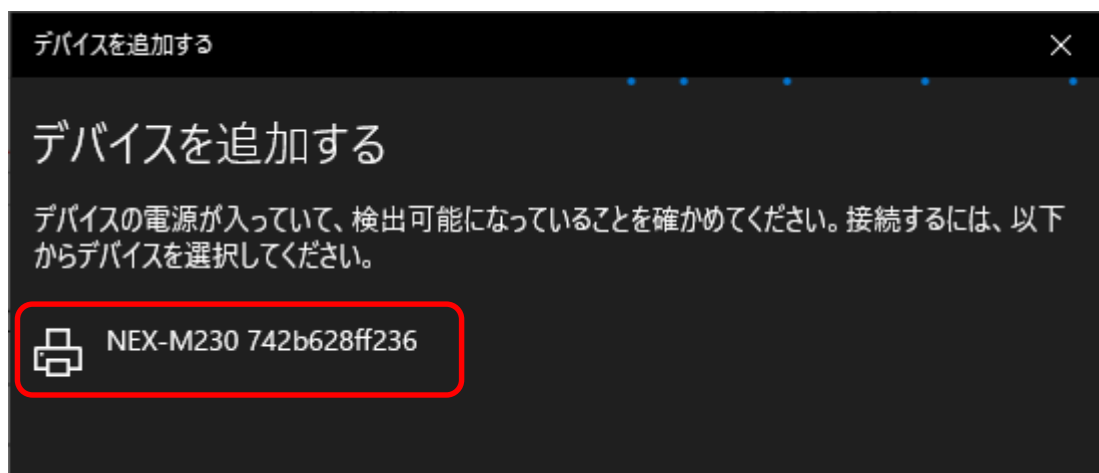 デバイスを追加する
デバイスを追加する
デバイスの電源が入っていて、検出可能になっていることを確かめてください。接続するには、以下
からデバイスを選択してください。
NEX-M230 742b628ff236